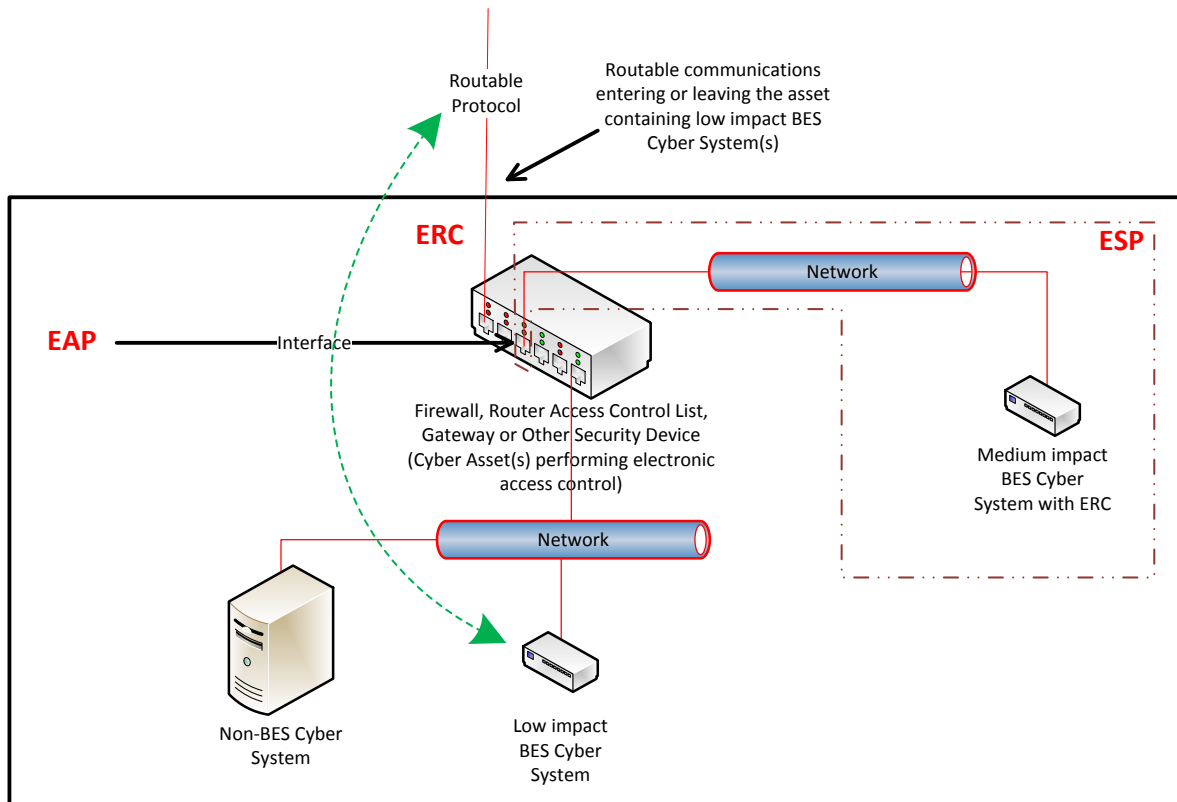 Routable
Protocol
Routable communications
entering or leaving the asset
containing low impact BES
Cyber System(s)
ERC
ESP
Network
EAP
Interface
Firewall, Router Access Control List,
Gateway or Other Security Device
(Cyber Asset(s) performing electronic
access control)
Medium impact
BES Cyber
System with ERC
Network
Non-BES Cyber
System
Low impact
BES Cyber
System